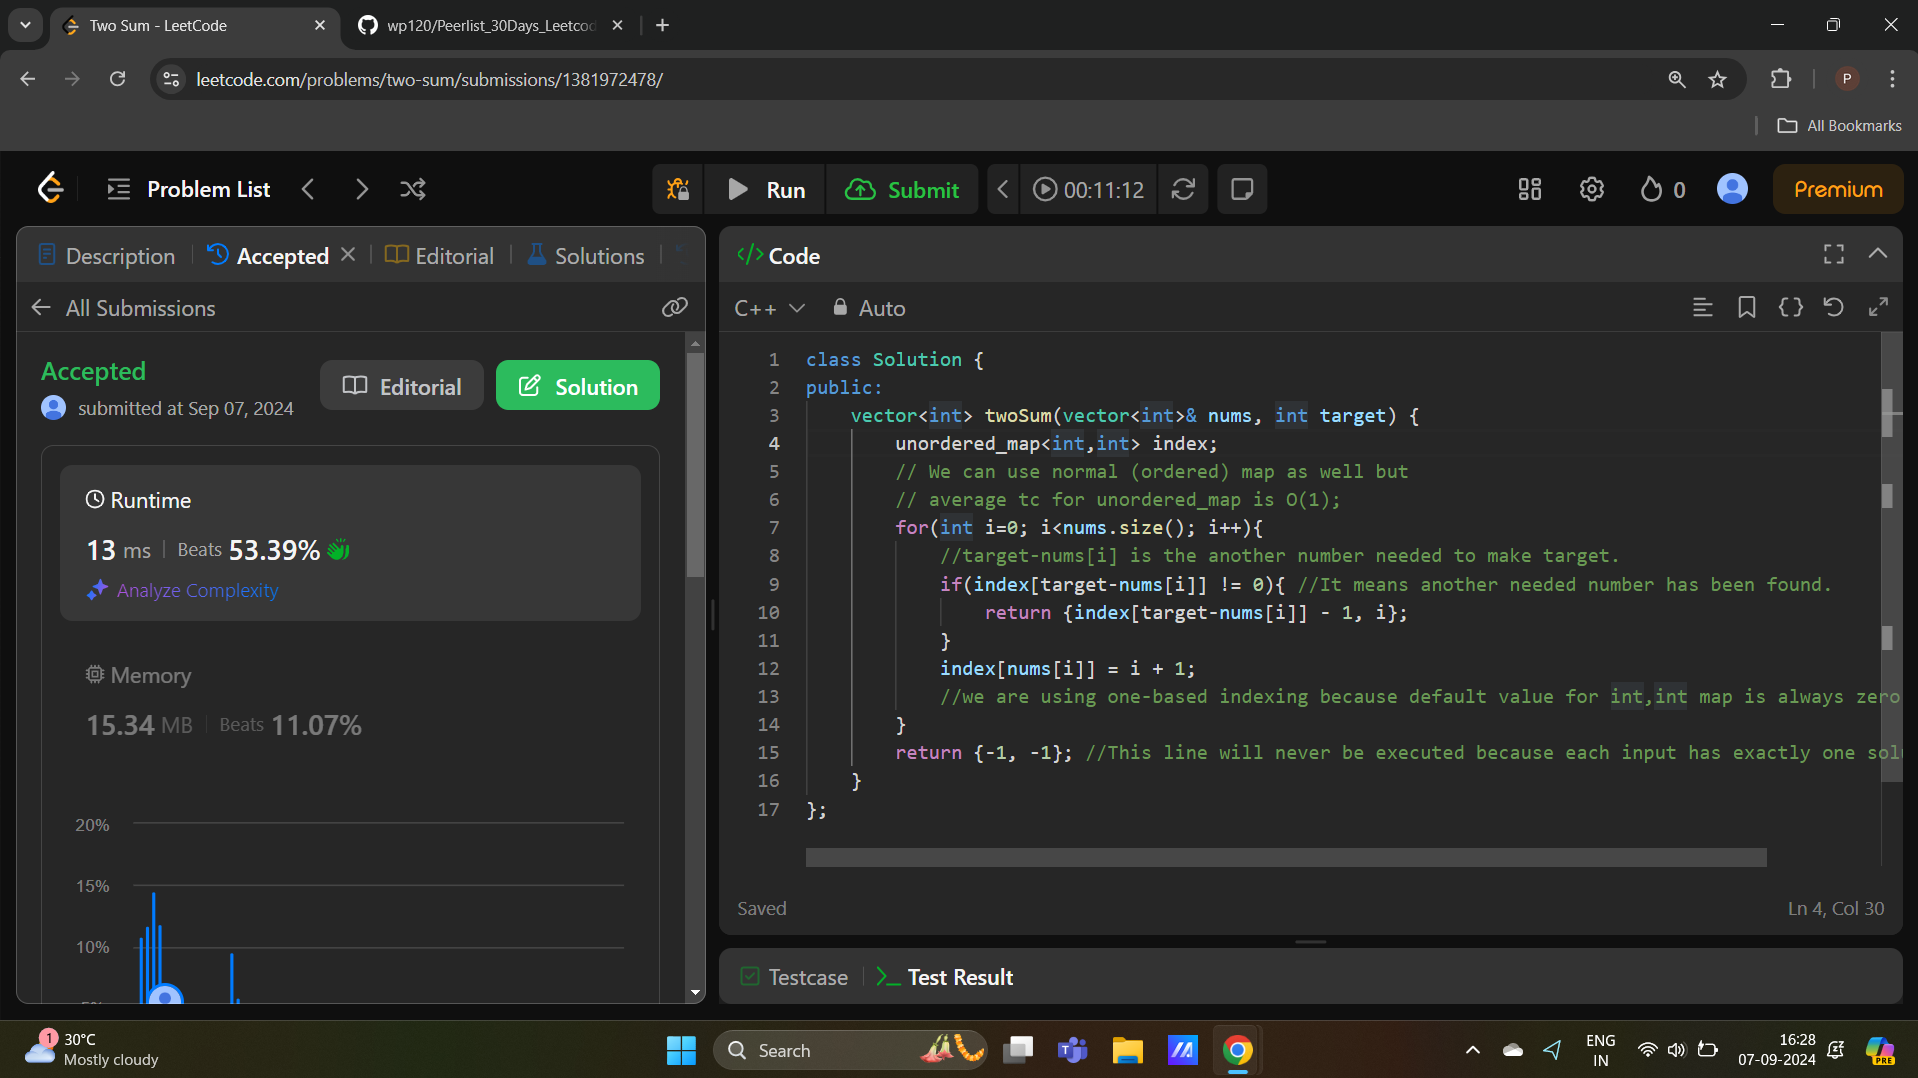 Two Sum - LeetCode
wp120/Peerlist_30Days_Leetcod
leetcode.com/problems/two-sum/submissions/1381972478/
P
All Bookmarks
Problem List
Run
Submit
00:11:12
0
Premium
Description
Accepted
Editorial
Solutions
All Submissions
Accepted
submitted at Sep 07, 2024
Editorial
Solution
Runtime
13 ms
Beats 53.39%
Analyze Complexity
Memory
15.34 MB
Beats 11.07%
20%
15%
10%
Code
C++
Auto
1 class Solution {
2 public:
3 vector<int> twoSum(vector<int>& nums, int target) {
4 unordered_map<int,int> index;
5 // We can use normal (ordered) map as well but
6 // average tc for unordered_map is O(1);
7 for(int i=0; i<nums.size(); i++){
8 //target-nums[i] is the another number needed to make target.
9 if(index[target-nums[i]] != 0){ //It means another needed number has been found.
10 return {index[target-nums[i]] - 1, i};
11 }
12 index[nums[i]] = i + 1;
13 //we are using one-based indexing because default value for int,int map is always zero
14 }
15 return {-1, -1}; //This line will never be executed because each input has exactly one solu
16 }
17 };
Saved
Ln 4, Col 30
Testcase
Test Result
1
30°C
Mostly cloudy
Search
ENG
IN
16:28
07-09-2024
PRE